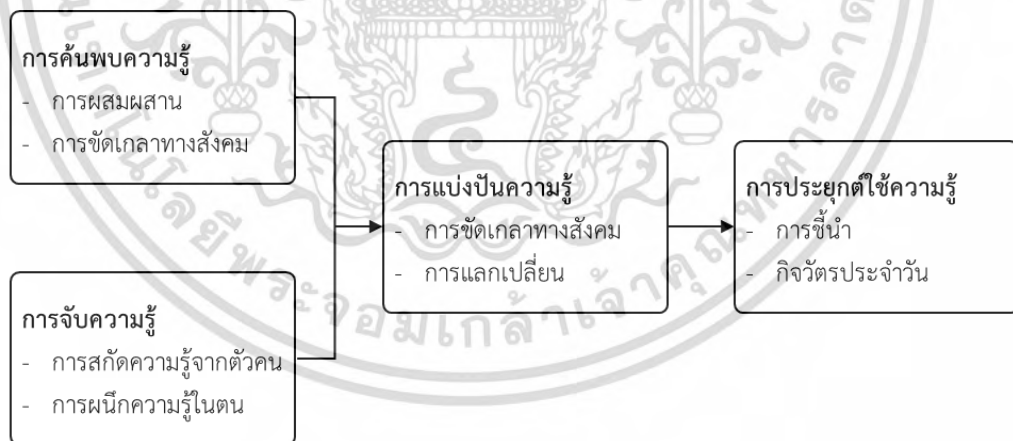 การค้นพบความรู้
- การผสมผสาน
- การขัดเกลาทางสังคม
การจับความรู้
- การสกัดความรู้จากตัวคน
- การผนึกความรู้ในตน
การแบ่งปันความรู้
- การขัดเกลาทางสังคม
- การแลกเปลี่ยน
การประยุกต์ใช้ความรู้
- การชี้นำ
- กิจวัตรประจำวัน